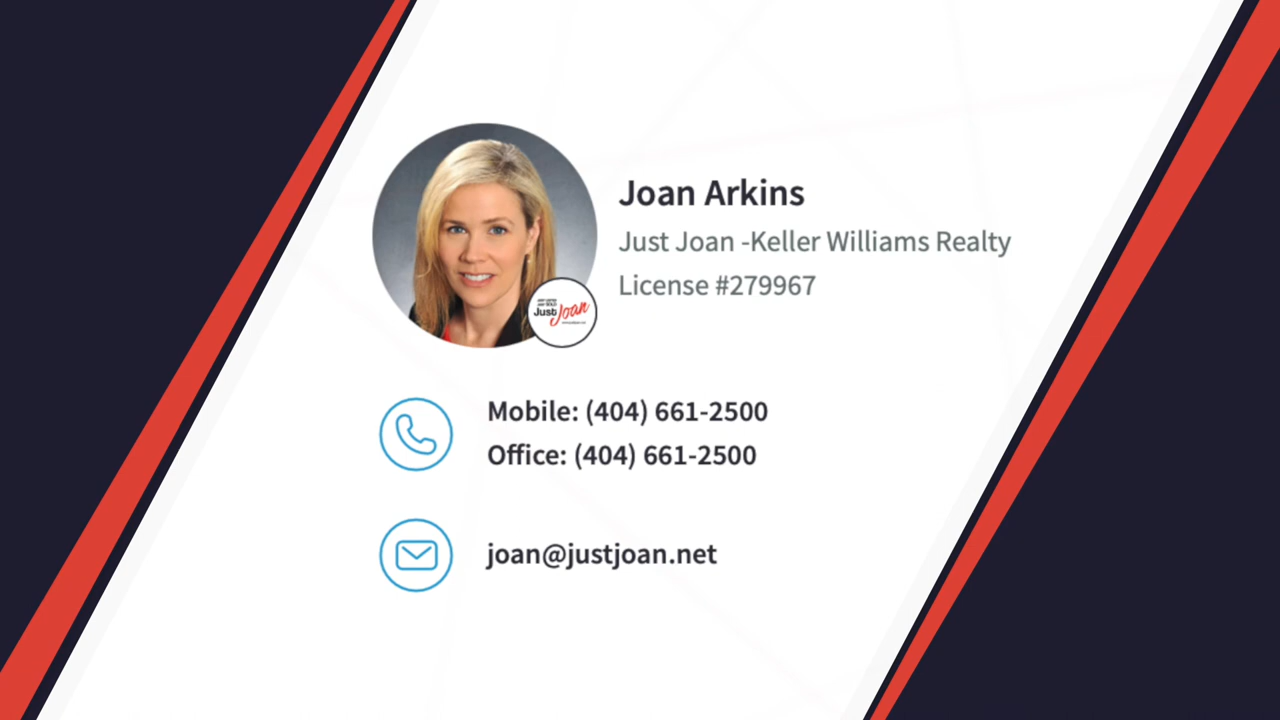 Joan Arkins
Just Joan -Keller Williams Realty
License #279967
Just Joan
Mobile: (404) 661-2500
Office: (404) 661-2500
joan@justjoan.net